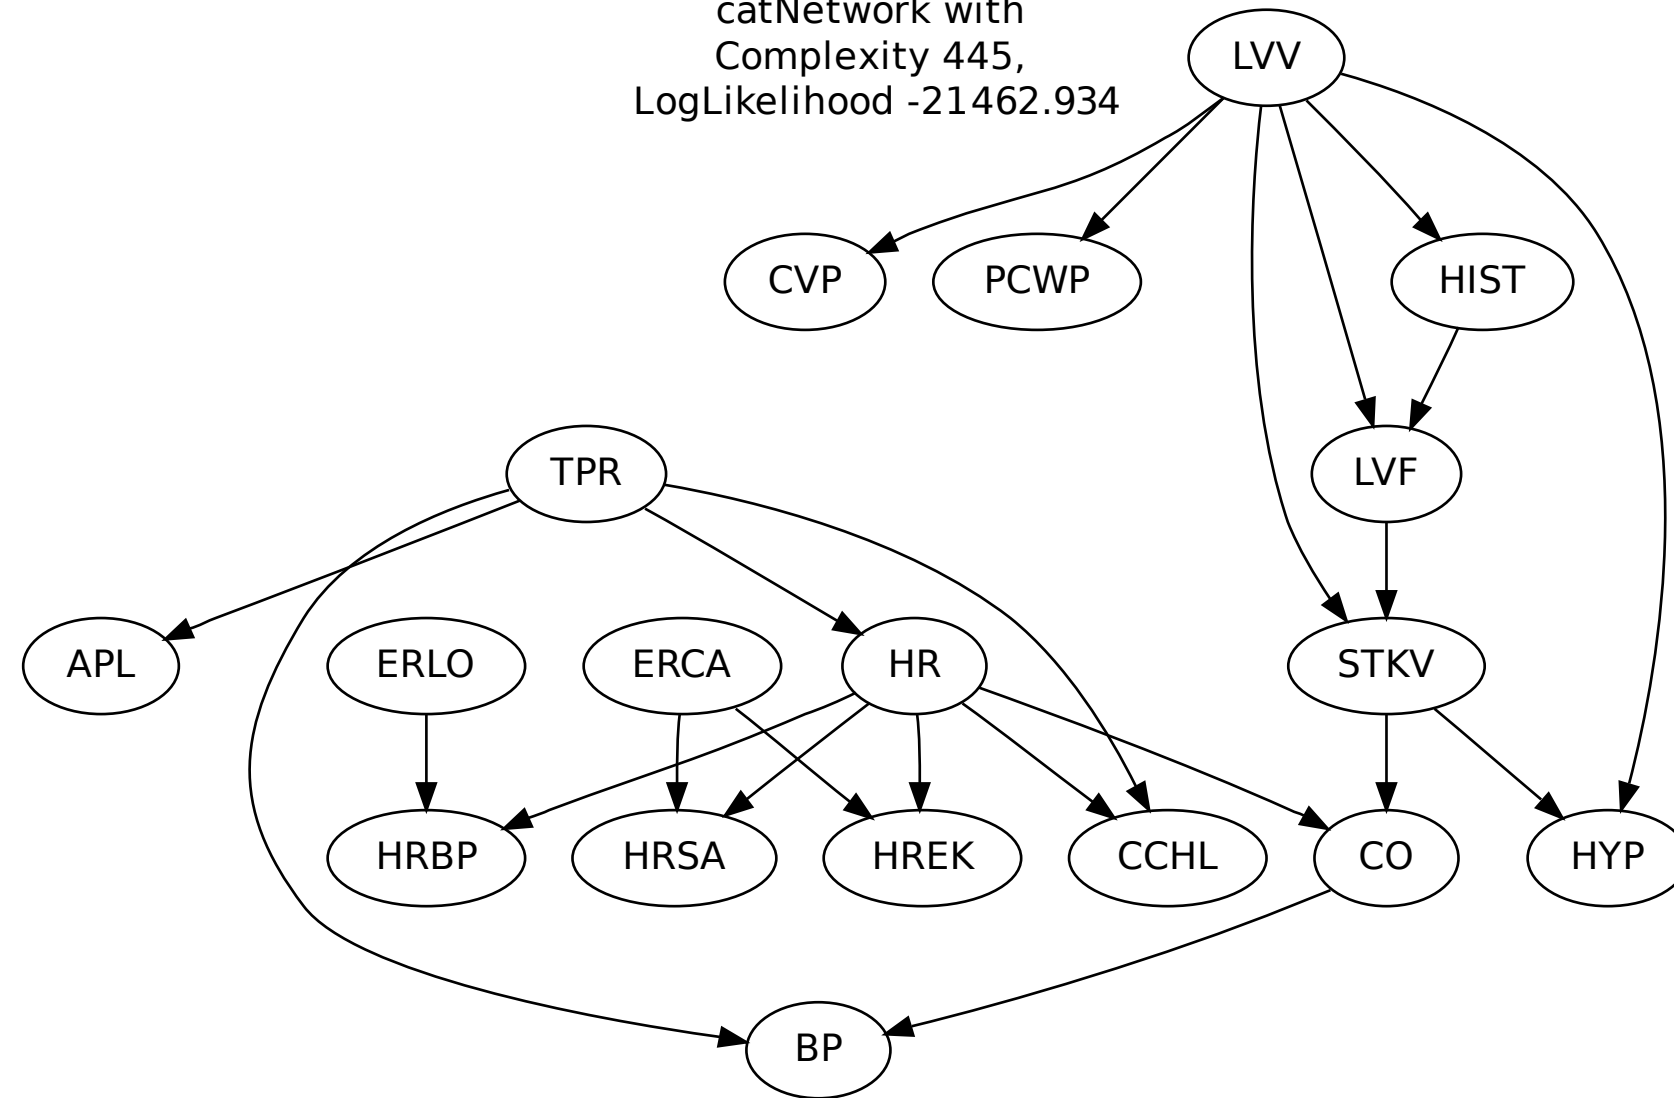 catNetwork with
Complexity 445,
LogLikelihood -21462.934
LVV
CVP
PCWP
HIST
TPR
LVF
APL
ERLO
ERCA
HR
STKV
HRBP
HRSA
HREK
CCHL
CO
HYP
BP